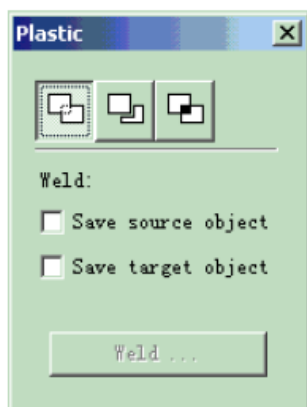 Plastic
Weld:
Save source object
Save target object
Weld ...